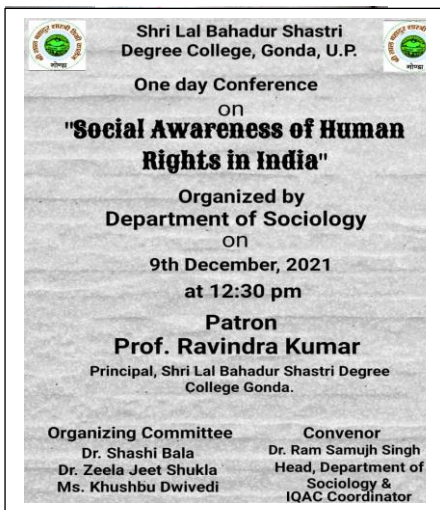 Shri Lal Bahadur Shastri
Degree College, Gonda, U.P.
One day Conference
on
"Social Awareness of Human
Rights in India"
Organized by
Department of Sociology
on
9th December, 2021
at 12:30 pm
Patron
Prof. Ravindra Kumar
Principal, Shri Lal Bahadur Shastri Degree
College Gonda.
Organizing Committee
Dr. Shashi Bala
Dr. Zeela Jeet Shukla
Ms. Khushbu Dwivedi
Convenor
Dr. Ram Samujh Singh
Head, Department of
Sociology &
IQAC Coordinator